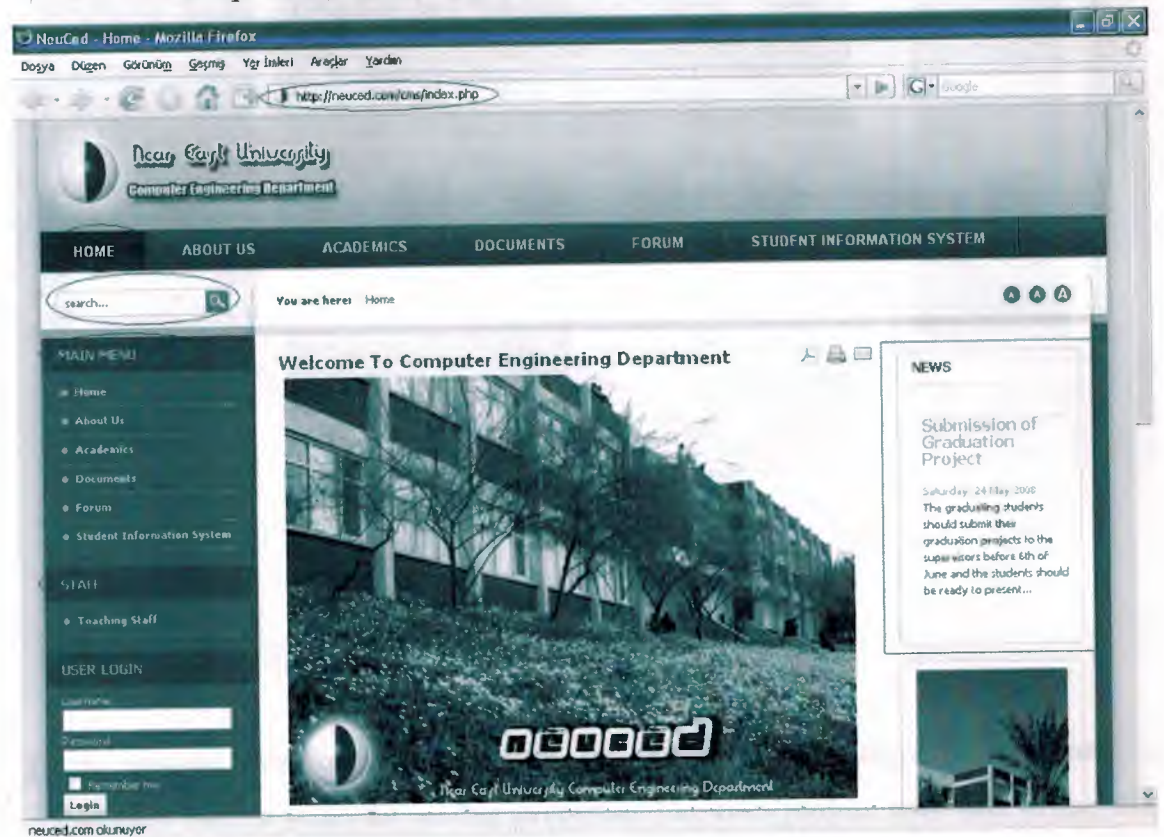 NeuCed - Home - Mozilla Firefox
Dosya Düzen Görünüm Geçmiş Yer İmleri Araçlar Yardım
http://neuced.com/cms/index.php
Google
Near East University
Computer Engineering Department
HOME ABOUT US ACADEMICS DOCUMENTS FORUM STUDENT INFORMATION SYSTEM
search...
You are here: Home
A A A
MAIN MENU
Home
About Us
Academics
Documents
Forum
Student Information System
STAFF
Teaching Staff
USER LOGIN
Username
Password
Remember me
Login
Welcome To Computer Engineering Department
neuced
Near East University Computer Engineering Department
NEWS
Submission of
Graduation
Project
Saturday, 24 May 2008
The graduating students
should submit their
graduation projects to the
supervisors before 6th of
June and the students should
be ready to present...
neuced.com okunuyor